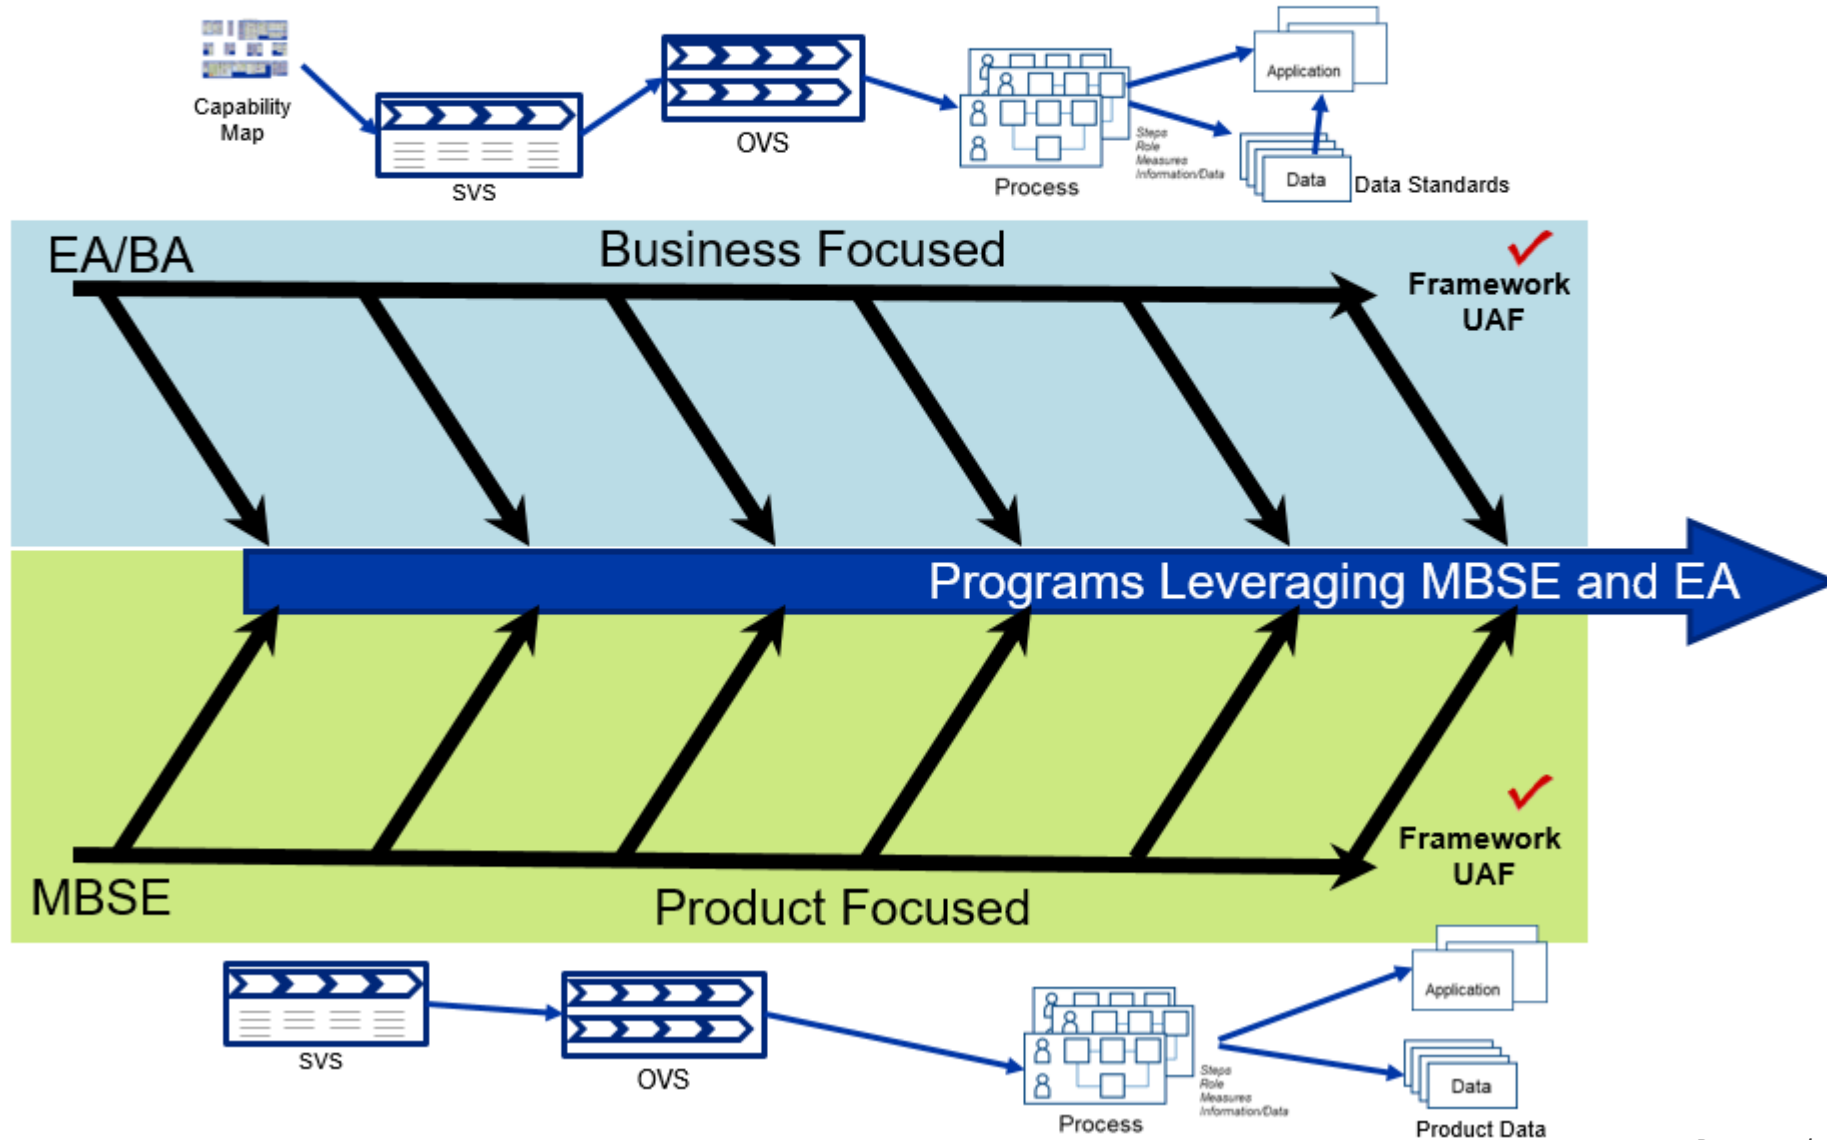 Capability
Map
SVS
OVS
Process
Steps
Role
Measures
Information/Data
Application
Data
Data Standards
EA/BA
Business Focused
Framework
UAF
Programs Leveraging MBSE and EA
Framework
UAF
MBSE
Product Focused
SVS
OVS
Process
Steps
Role
Measures
Information/Data
Application
Data
Product Data